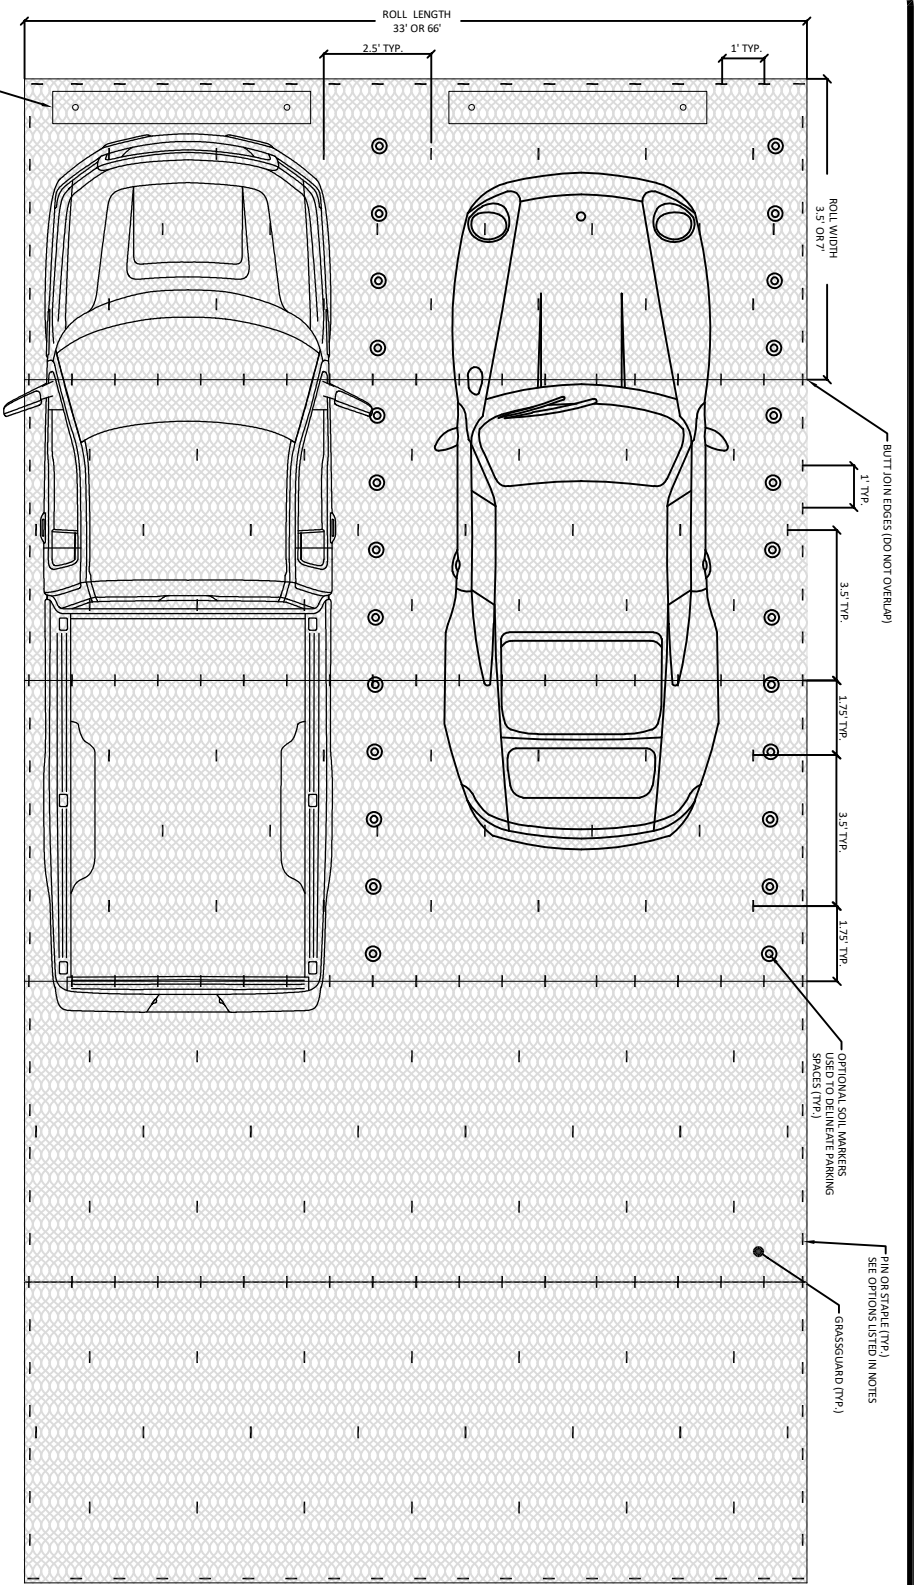 ROLL LENGTH
33' OR 66'
2.5' TYP.
1' TYP.
ROLL WIDTH
3.5' OR 7'
BUTT JOIN EDGES (DO NOT OVERLAP)
1' TYP.
3.5' TYP.
1.75' TYP.
3.5' TYP.
1.75' TYP.
OPTIONAL SOIL MARKERS
USED TO DELINEATE PARKING
SPACES (TYP.)
PIN OR STAPLE (TYP.)
SEE OPTIONS LISTED IN NOTES
GRASSGUARD (TYP.)